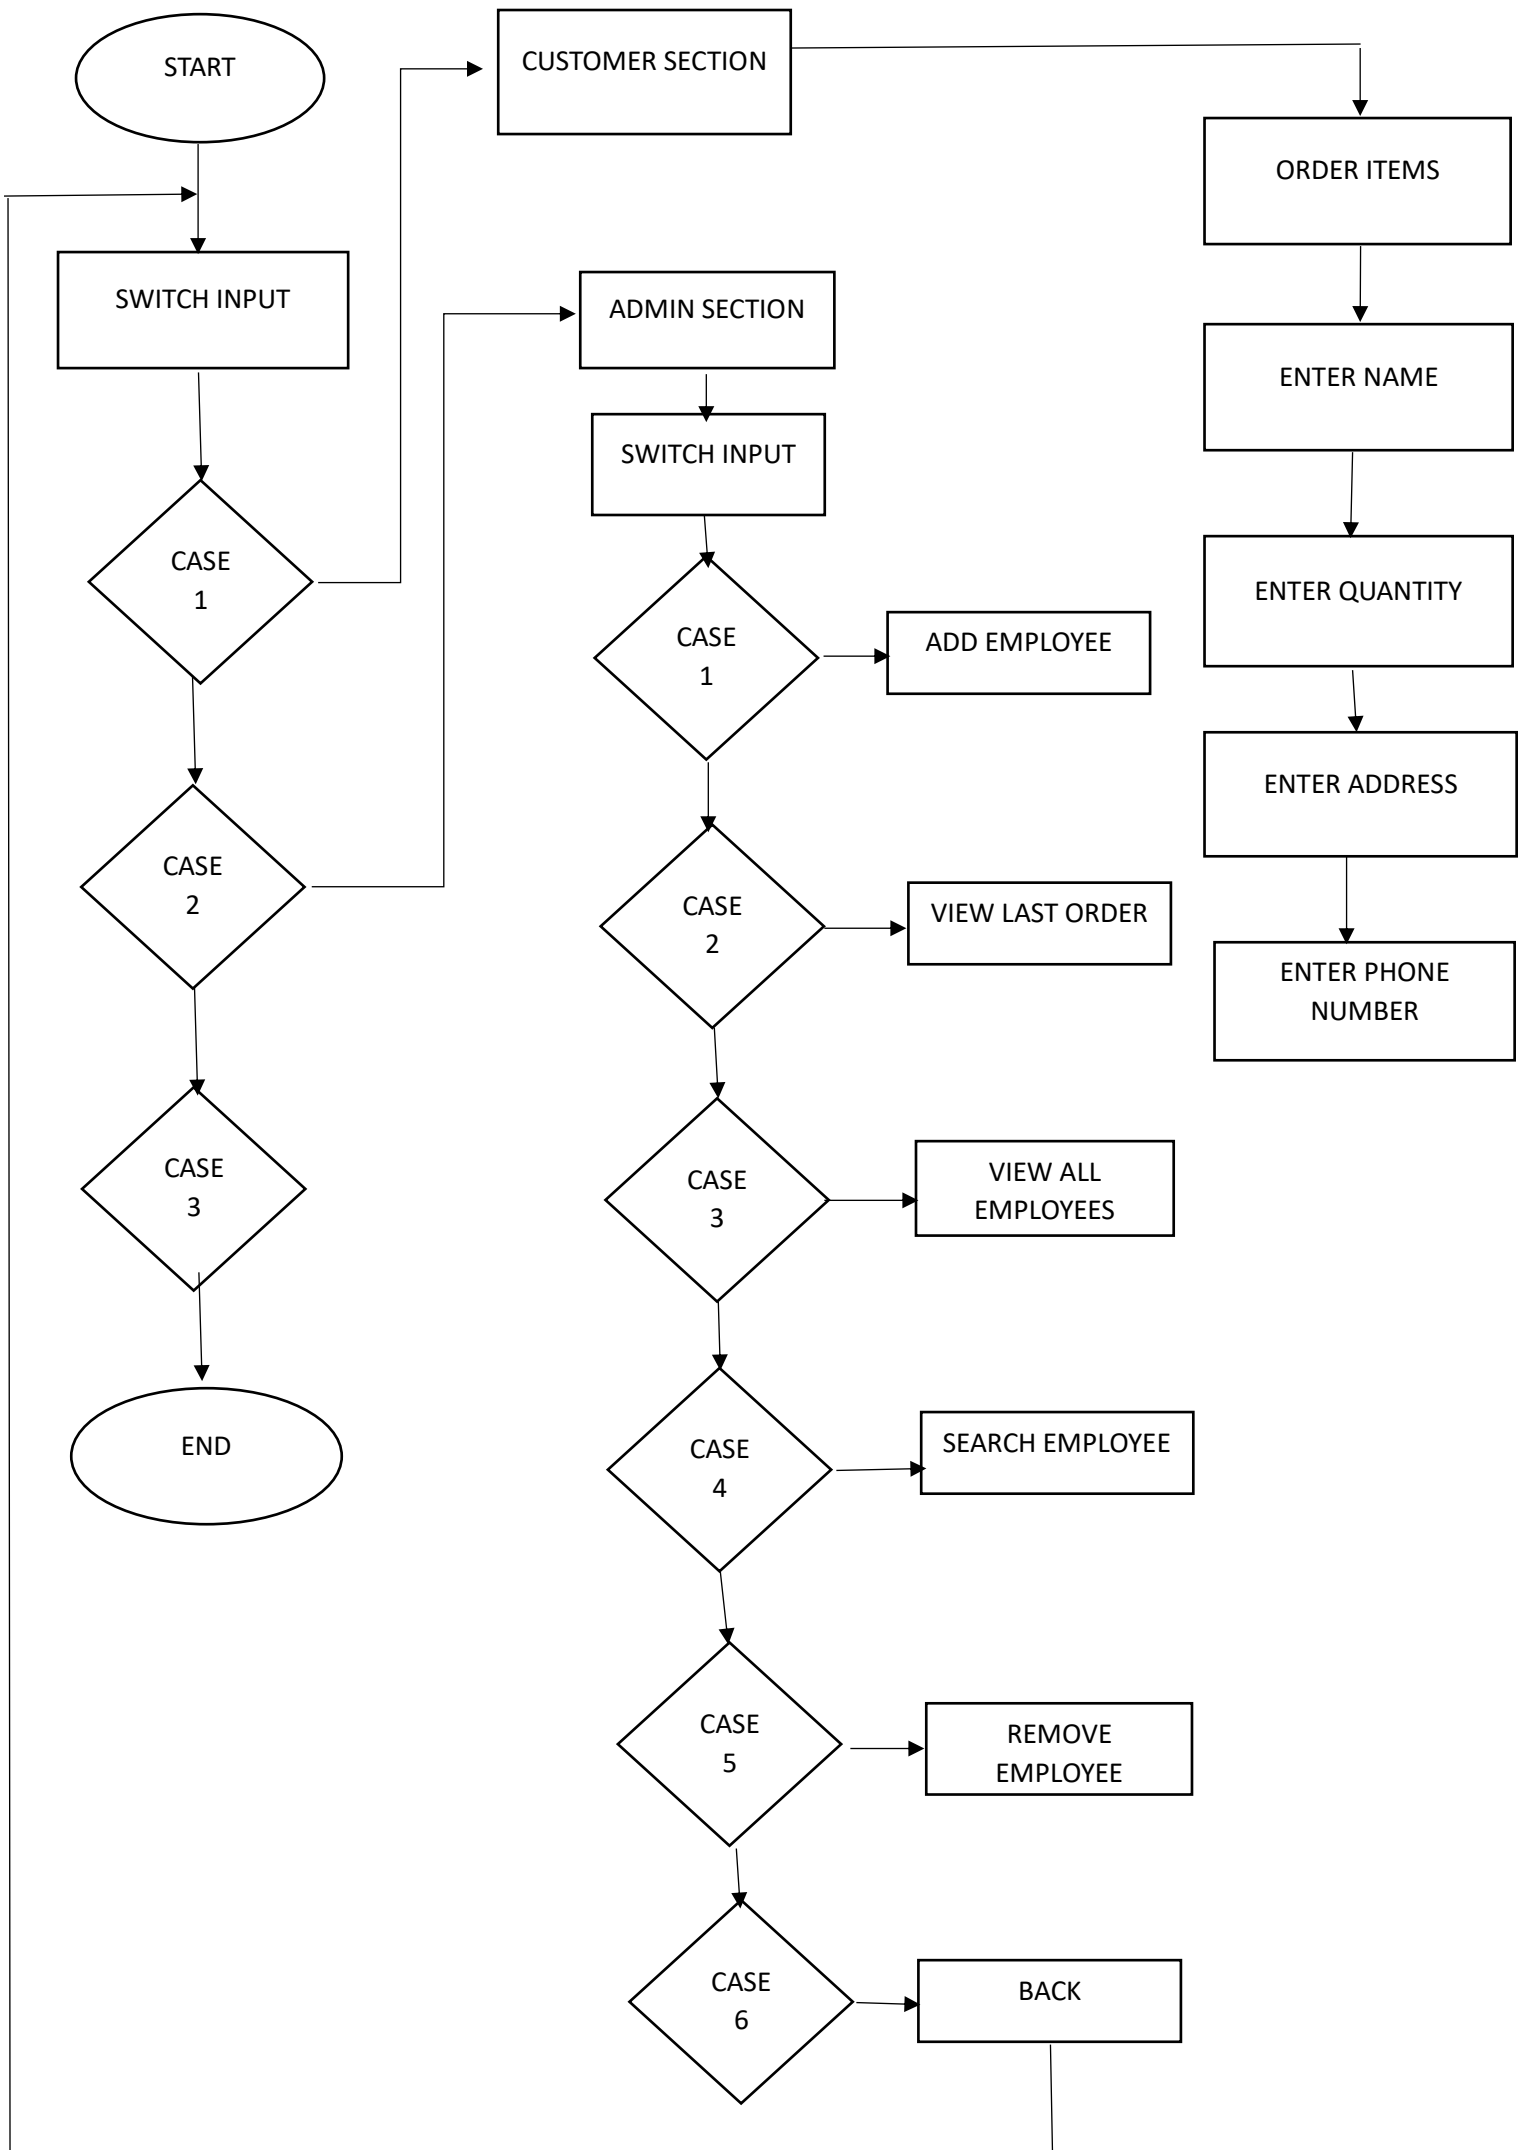 START
CUSTOMER SECTION
ORDER ITEMS
SWITCH INPUT
ADMIN SECTION
ENTER NAME
SWITCH INPUT
CASE
1
ENTER QUANTITY
CASE
1
ADD EMPLOYEE
ENTER ADDRESS
CASE
2
CASE
2
VIEW LAST ORDER
ENTER PHONE
NUMBER
CASE
3
CASE
3
VIEW ALL
EMPLOYEES
END
CASE
4
SEARCH EMPLOYEE
CASE
5
REMOVE
EMPLOYEE
CASE
6
BACK